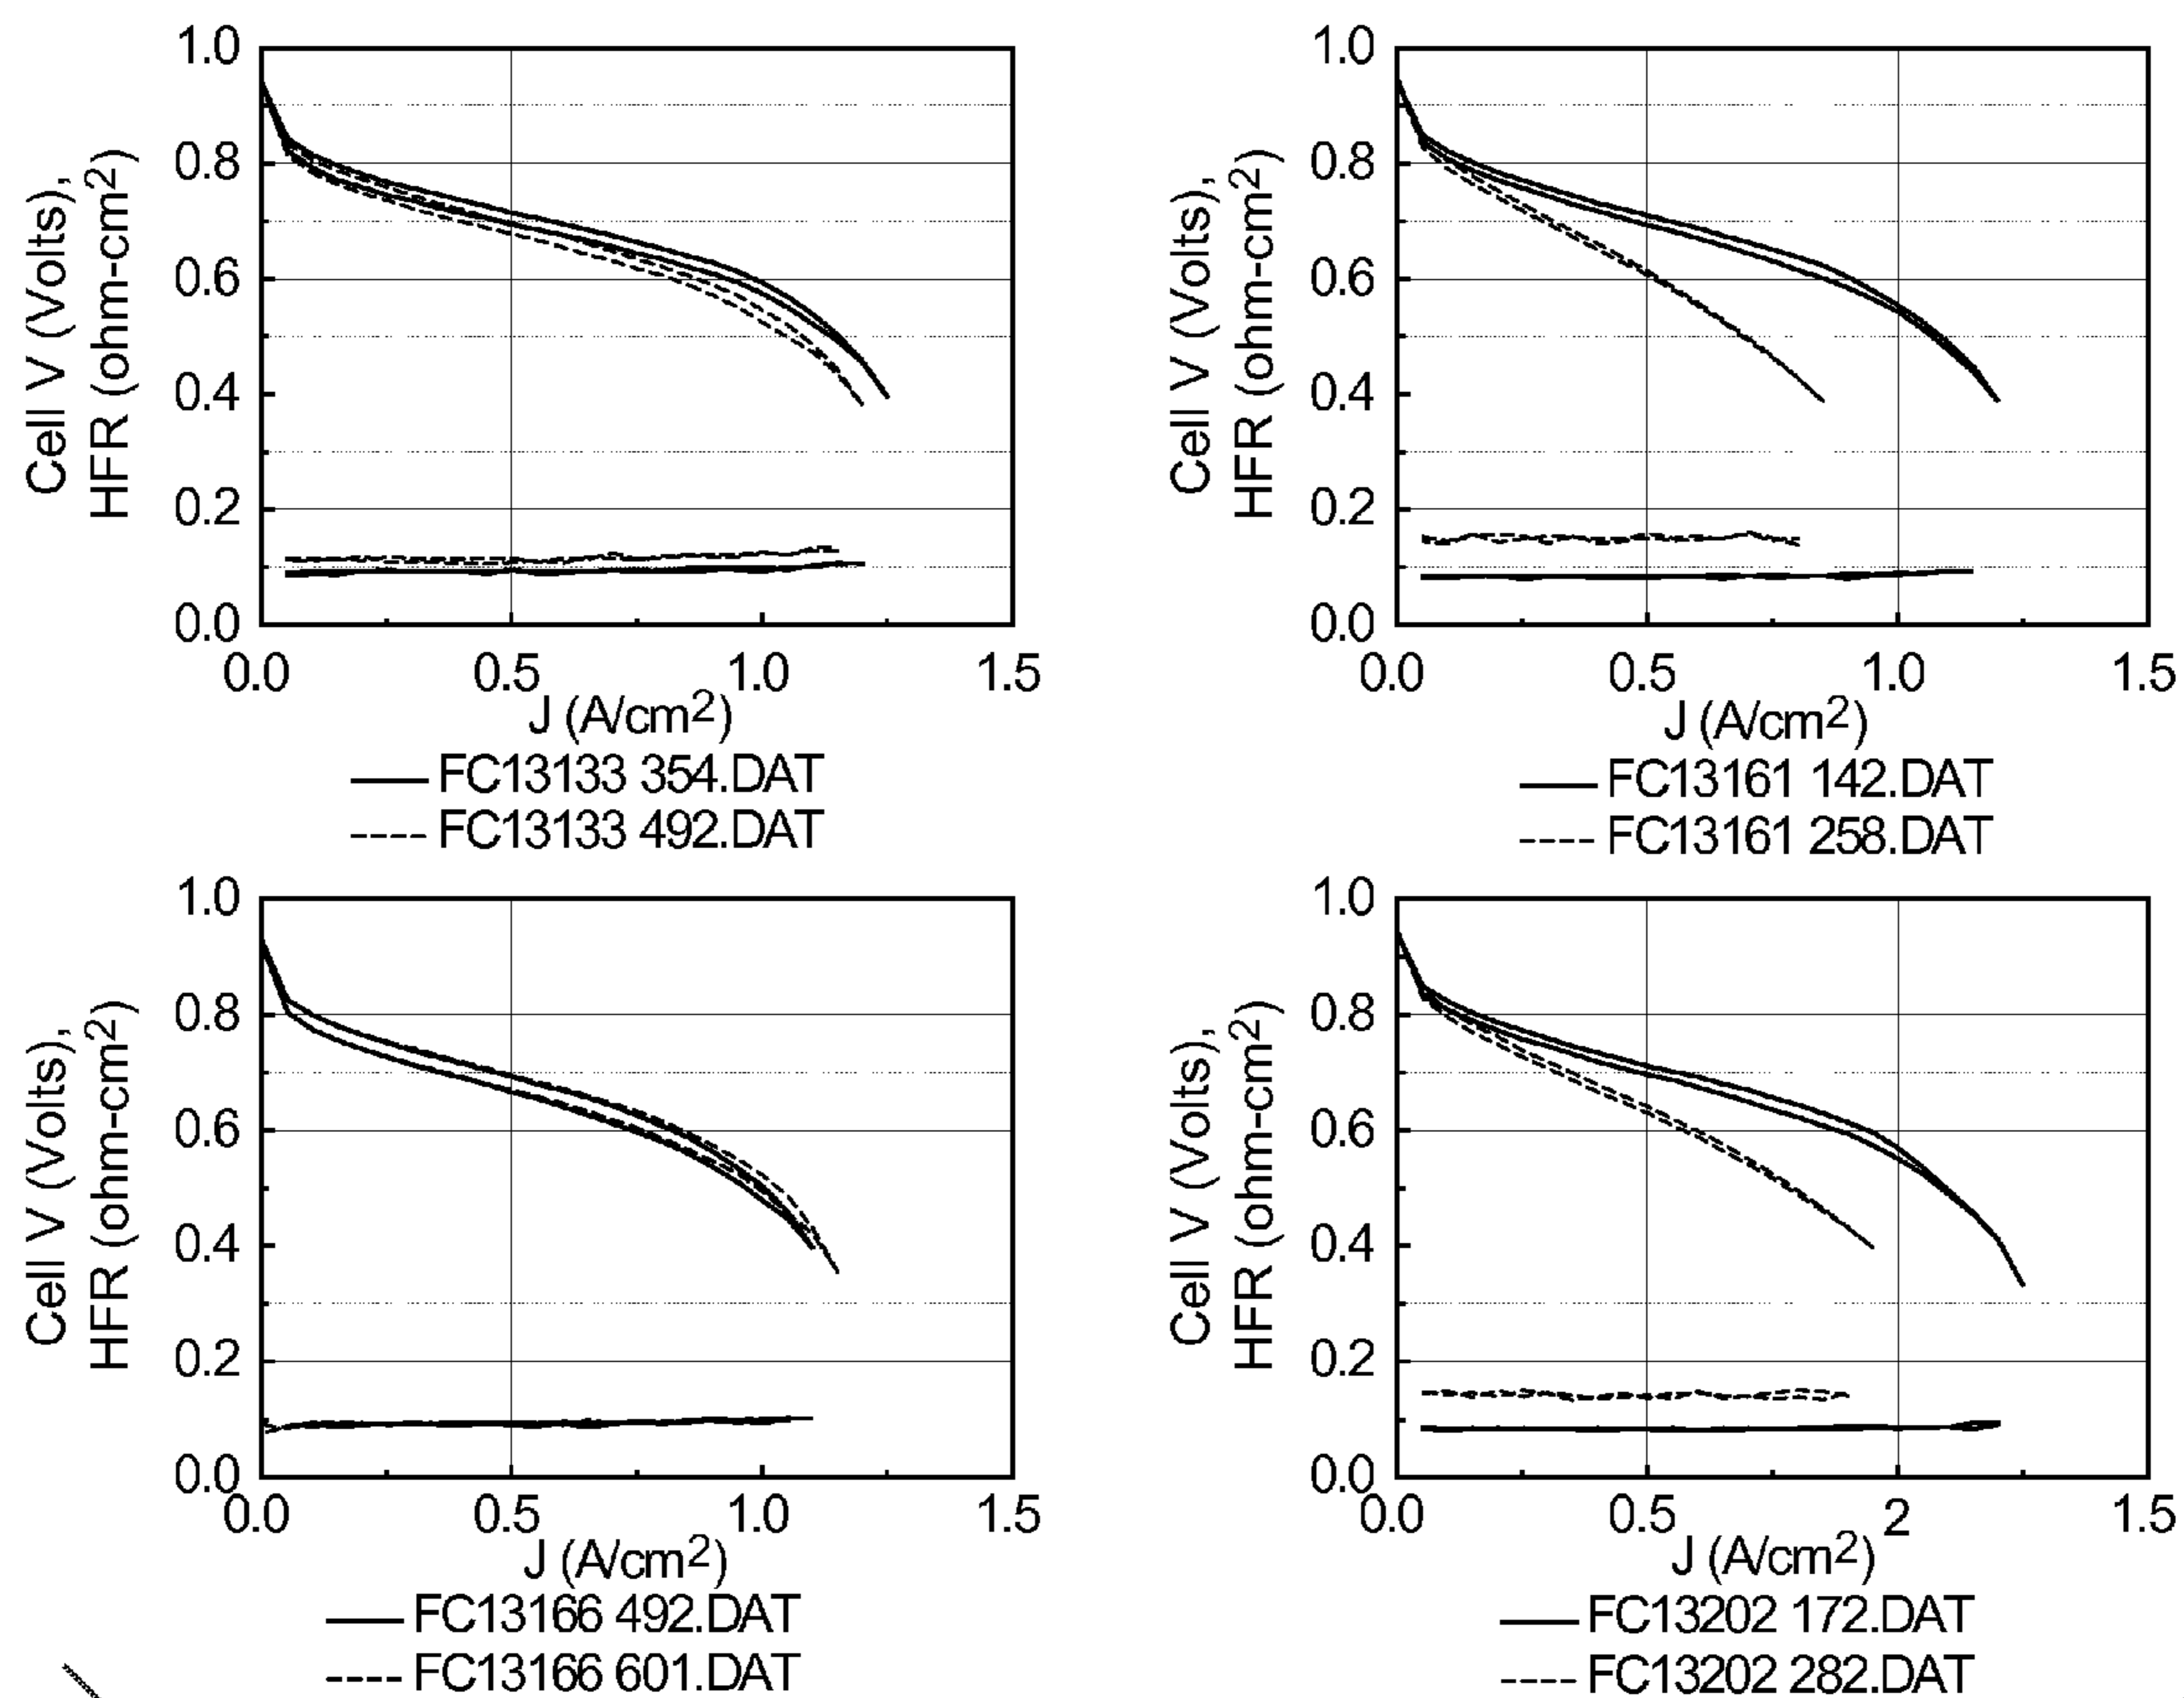 1.0
0.8
0.6
0.4
0.2
0.0
Cell V (Volts),
HFR (ohm-cm²)
0.0 0.5 1.0 1.5
J (A/cm²)
FC13133 354.DAT
FC13133 492.DAT
1.0
0.8
0.6
0.4
0.2
0.0
Cell V (Volts),
HFR (ohm-cm²)
0.0 0.5 1.0 1.5
J (A/cm²)
FC13161 142.DAT
FC13161 258.DAT
1.0
0.8
0.6
0.4
0.2
0.0
Cell V (Volts),
HFR (ohm-cm²)
0.0 0.5 1.0 1.5
J (A/cm²)
FC13166 492.DAT
FC13166 601.DAT
1.0
0.8
0.6
0.4
0.2
0.0
Cell V (Volts),
HFR (ohm-cm²)
0.0 0.5 2 1.5
J (A/cm²)
FC13202 172.DAT
FC13202 282.DAT